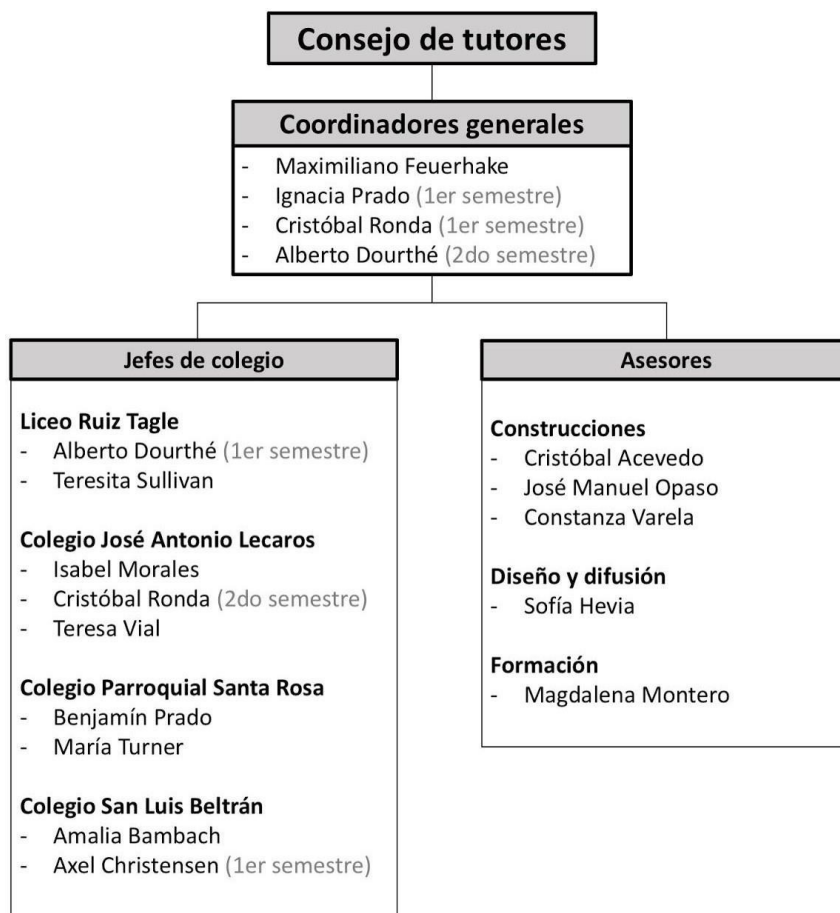 Consejo de tutores
Coordinadores generales
- Maximiliano Feuerhake
- Ignacia Prado (1er semestre)
- Cristóbal Ronda (1er semestre)
- Alberto Dourthé (2do semestre)
Jefes de colegio
Liceo Ruiz Tagle
- Alberto Dourthé (1er semestre)
- Teresita Sullivan
Colegio José Antonio Lecaros
- Isabel Morales
- Cristóbal Ronda (2do semestre)
- Teresa Vial
Colegio Parroquial Santa Rosa
- Benjamín Prado
- María Turner
Colegio San Luis Beltrán
- Amalia Bambach
- Axel Christensen (1er semestre)
Asesores
Construcciones
- Cristóbal Acevedo
- José Manuel Opaso
- Constanza Varela
Diseño y difusión
- Sofía Hevia
Formación
- Magdalena Montero